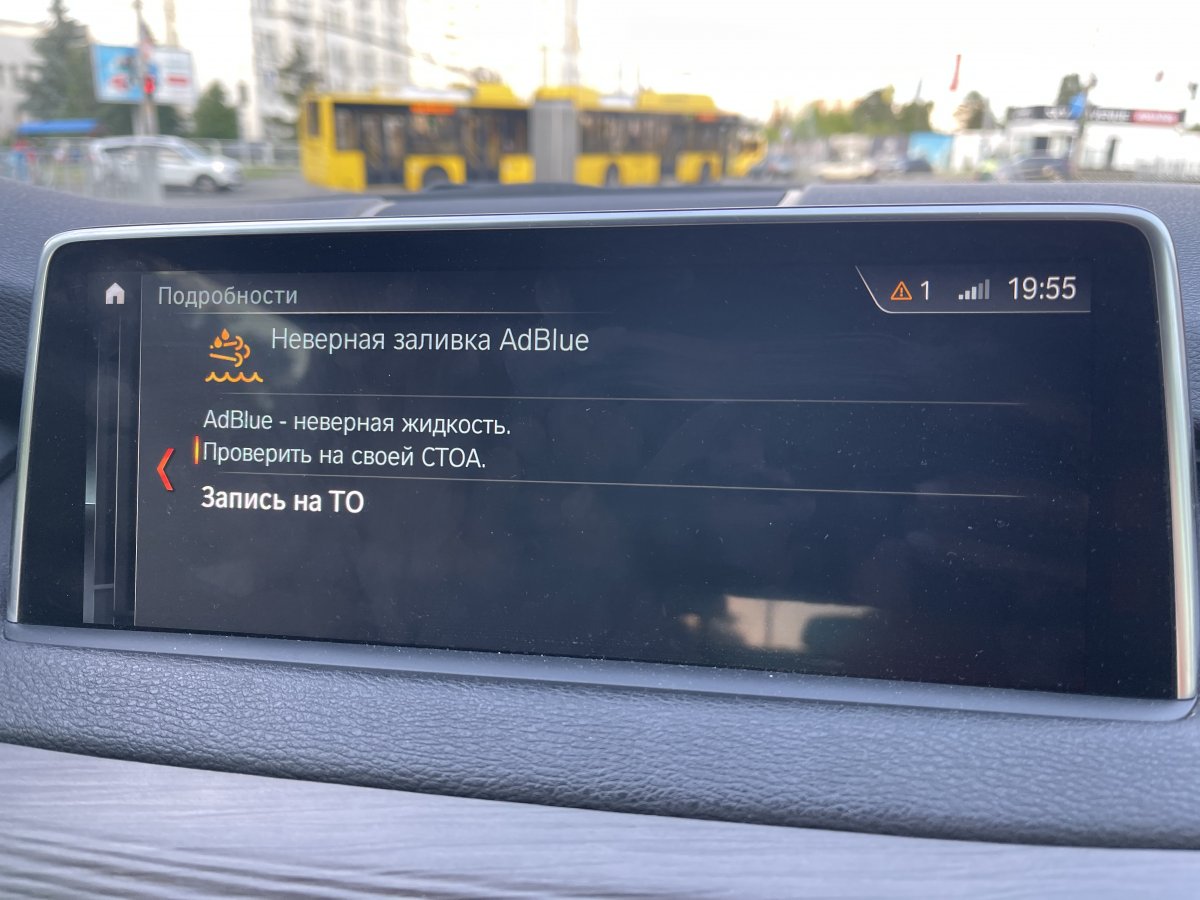 Подробности
1
19:55
Неверная заливка AdBlue
AdBlue - неверная жидкость.
Проверить на своей СТОА.
Запись на ТО